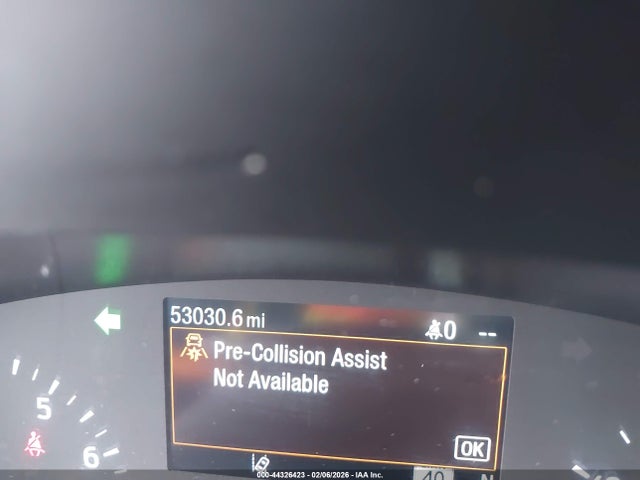 53030.6 mi
0 --
Pre-Collision Assist
Not Available
5
OK
6
40
000-44326423 - 02/06/2026 - IAA Inc.